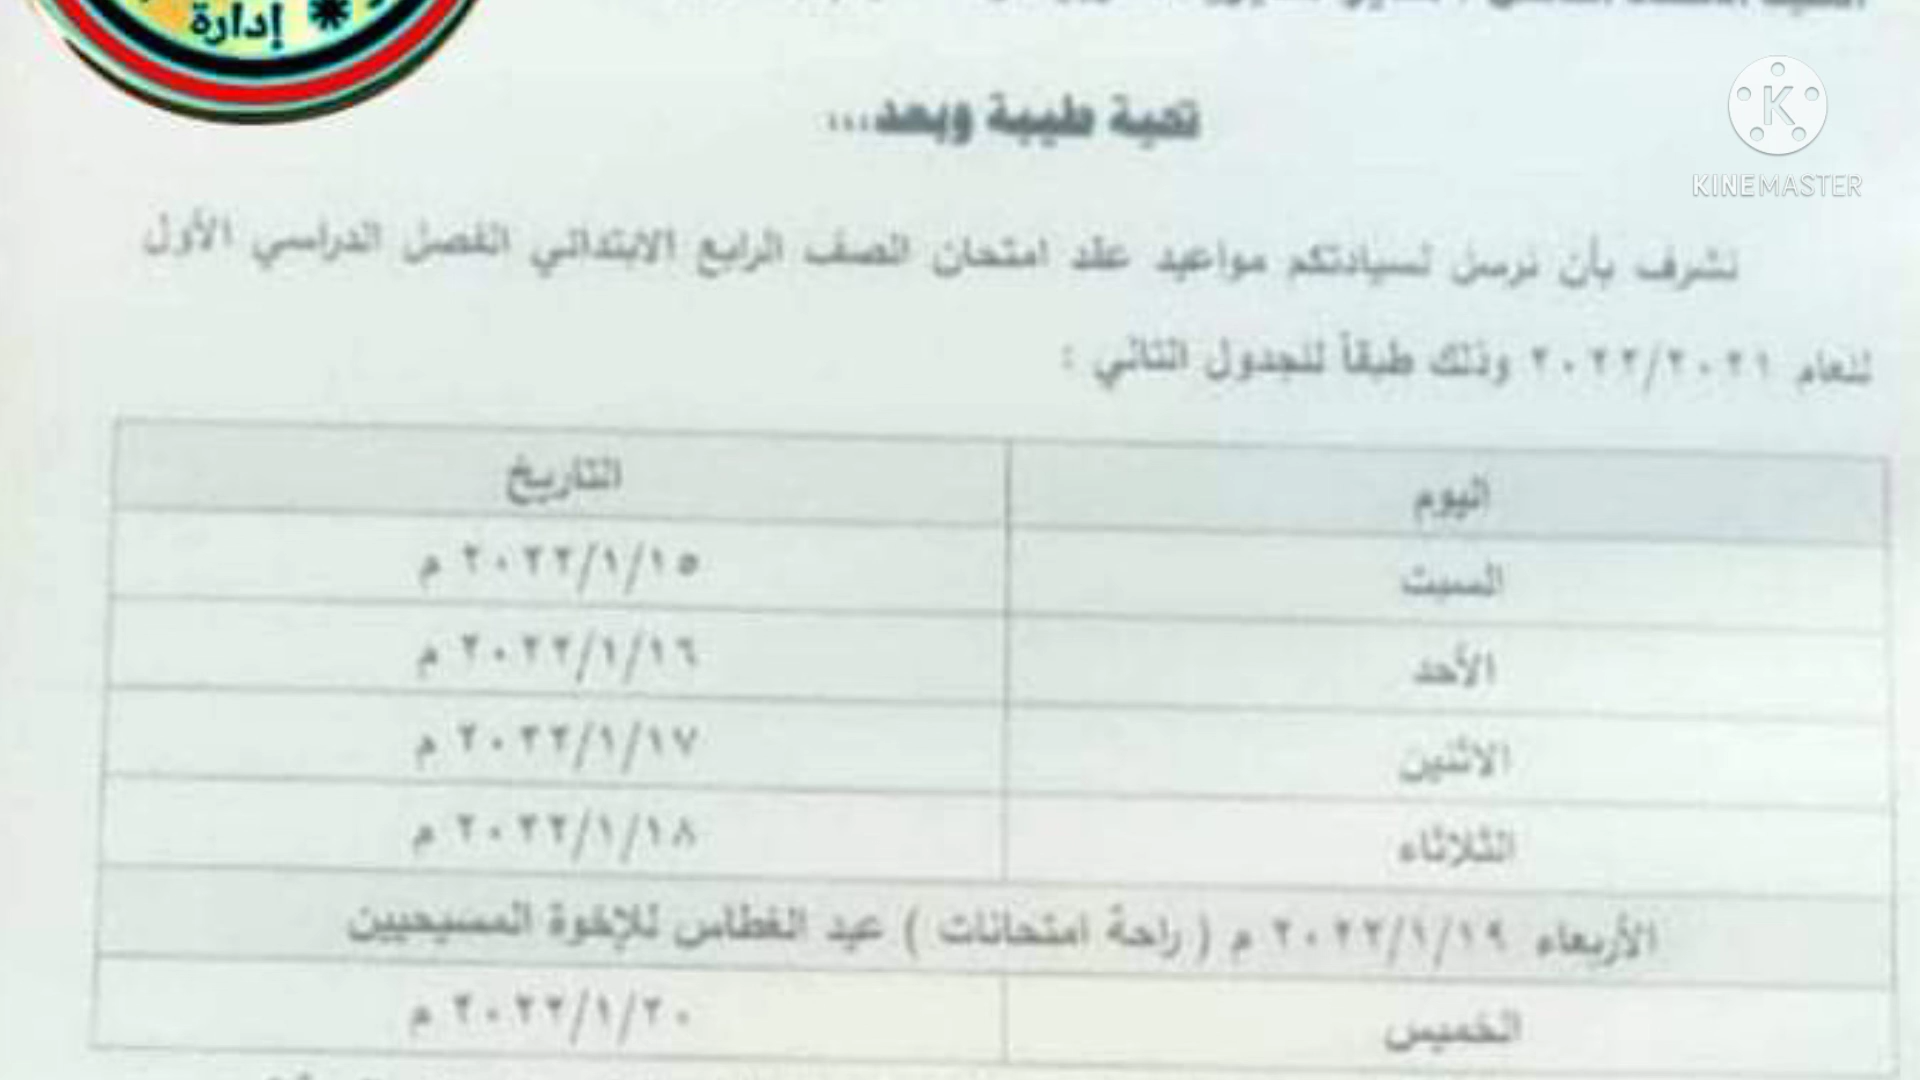 إدارة
تحية طيبة وبعد...
KINEMASTER
نشرف بأن نرسل لسيادتكم مواعيد عقد امتحان الصف الرابع الابتدائي الفصل الدراسي الأول
للعام ٢٠٢٢/٢٠٢١ وذلك طبقاً للجدول التالي :
اليوم التاريخ
السبت ٢٠٢٢/١/١٥ م
الأحد ٢٠٢٢/١/١٦ م
الاثنين ٢٠٢٢/١/١٧ م
الثلاثاء ٢٠٢٢/١/١٨ م
الأربعاء ٢٠٢٢/١/١٩ م ( راحة امتحانات ) عيد الغطاس للإخوة المسيحيين
الخميس ٢٠٢٢/١/٢٠ م